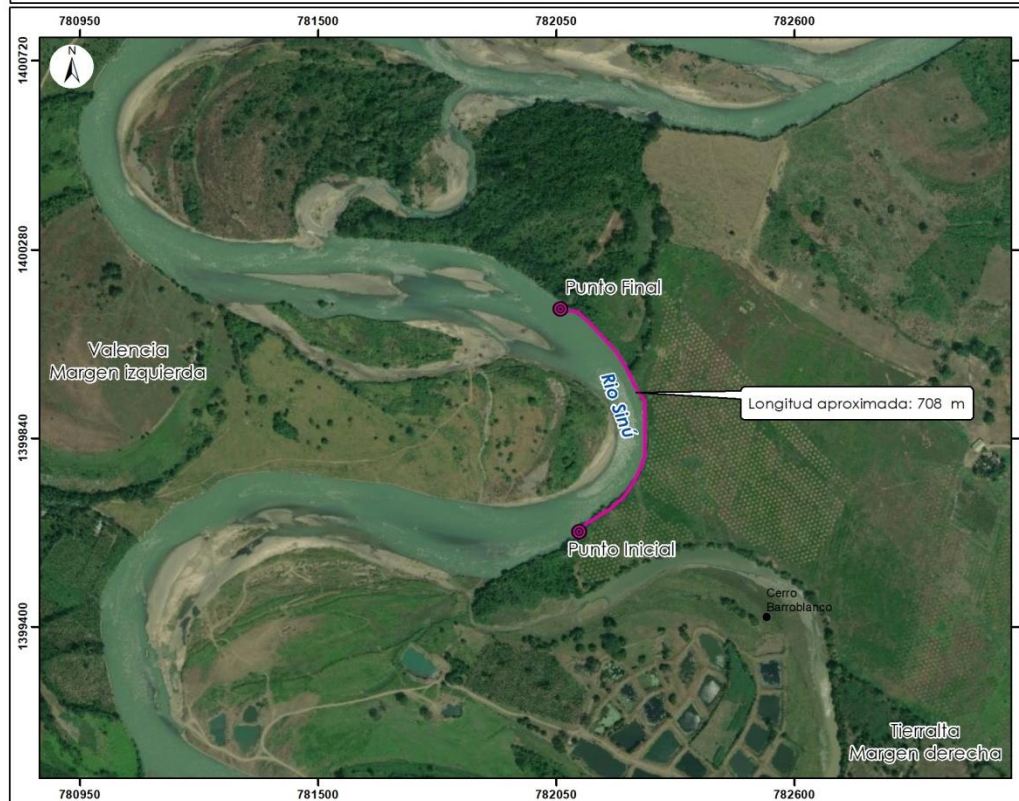 780950 781500 782050 782600
1400720
N
1400280
Punto Final
Valencia
Margen izquierda
Rio Sinú
Longitud aproximada: 708 m
1399840
Punto Inicial
Cerro
Barroblanco
1399400
Tierralta
Margen derecha
780950 781500 782050 782600